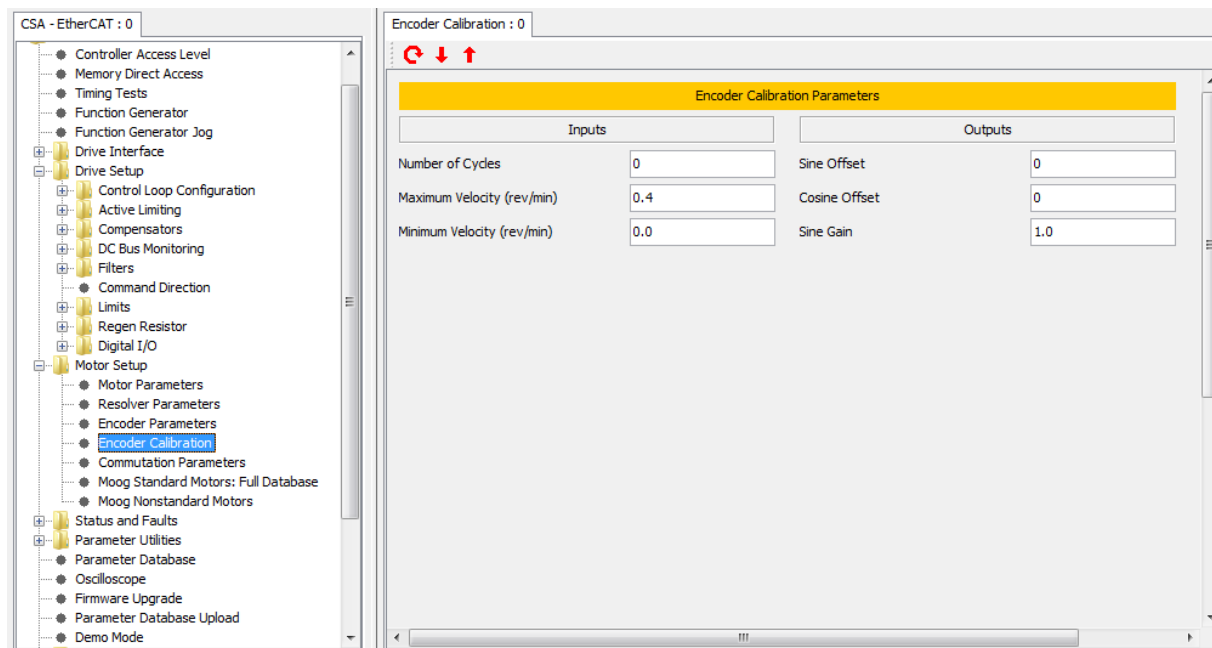 CSA - EtherCAT : 0
Controller Access Level
Memory Direct Access
Timing Tests
Function Generator
Function Generator Jog
Drive Interface
Drive Setup
Control Loop Configuration
Active Limiting
Compensators
DC Bus Monitoring
Filters
Command Direction
Limits
Regen Resistor
Digital I/O
Motor Setup
Motor Parameters
Resolver Parameters
Encoder Parameters
Encoder Calibration
Commutation Parameters
Moog Standard Motors: Full Database
Moog Nonstandard Motors
Status and Faults
Parameter Utilities
Parameter Database
Oscilloscope
Firmware Upgrade
Parameter Database Upload
Demo Mode
Encoder Calibration : 0
Encoder Calibration Parameters
Inputs Outputs
Number of Cycles 0 Sine Offset 0
Maximum Velocity (rev/min) 0.4 Cosine Offset 0
Minimum Velocity (rev/min) 0.0 Sine Gain 1.0